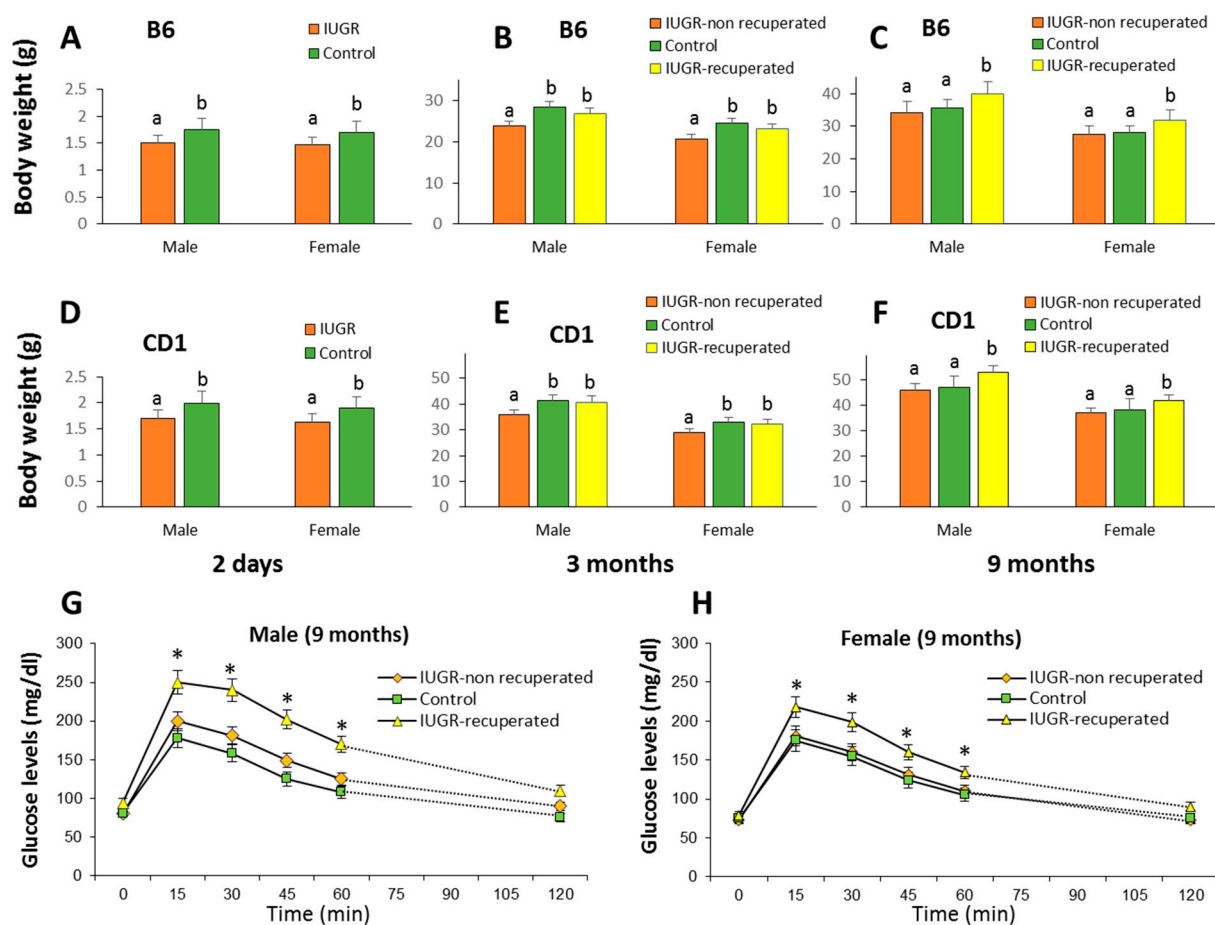 A
B6
IUGR
Control
Body weight (g)
2.5
2
1.5
1
0.5
0
a
b
a
b
Male
Female
B
B6
IUGR-non recuperated
Control
IUGR-recuperated
30
20
10
0
a
b
b
a
b
b
Male
Female
C
B6
IUGR-non recuperated
Control
IUGR-recuperated
40
30
20
10
0
a
a
b
a
a
b
Male
Female
D
CD1
IUGR
Control
Body weight (g)
2.5
2
1.5
1
0.5
0
a
b
a
b
Male
Female
2 days
E
CD1
IUGR-non recuperated
Control
IUGR-recuperated
40
30
20
10
0
a
b
b
a
b
b
Male
Female
3 months
F
CD1
IUGR-non recuperated
Control
IUGR-recuperated
50
40
30
20
10
0
a
a
b
a
a
b
Male
Female
9 months
G
Male (9 months)
IUGR-non recuperated
Control
IUGR-recuperated
Glucose levels (mg/dl)
300
250
200
150
100
50
0
* * * *
0 15 30 45 60 75 90 105 120
Time (min)
H
Female (9 months)
IUGR-non recuperated
Control
IUGR-recuperated
Glucose levels (mg/dl)
300
250
200
150
100
50
0
* * * *
0 15 30 45 60 75 90 105 120
Time (min)